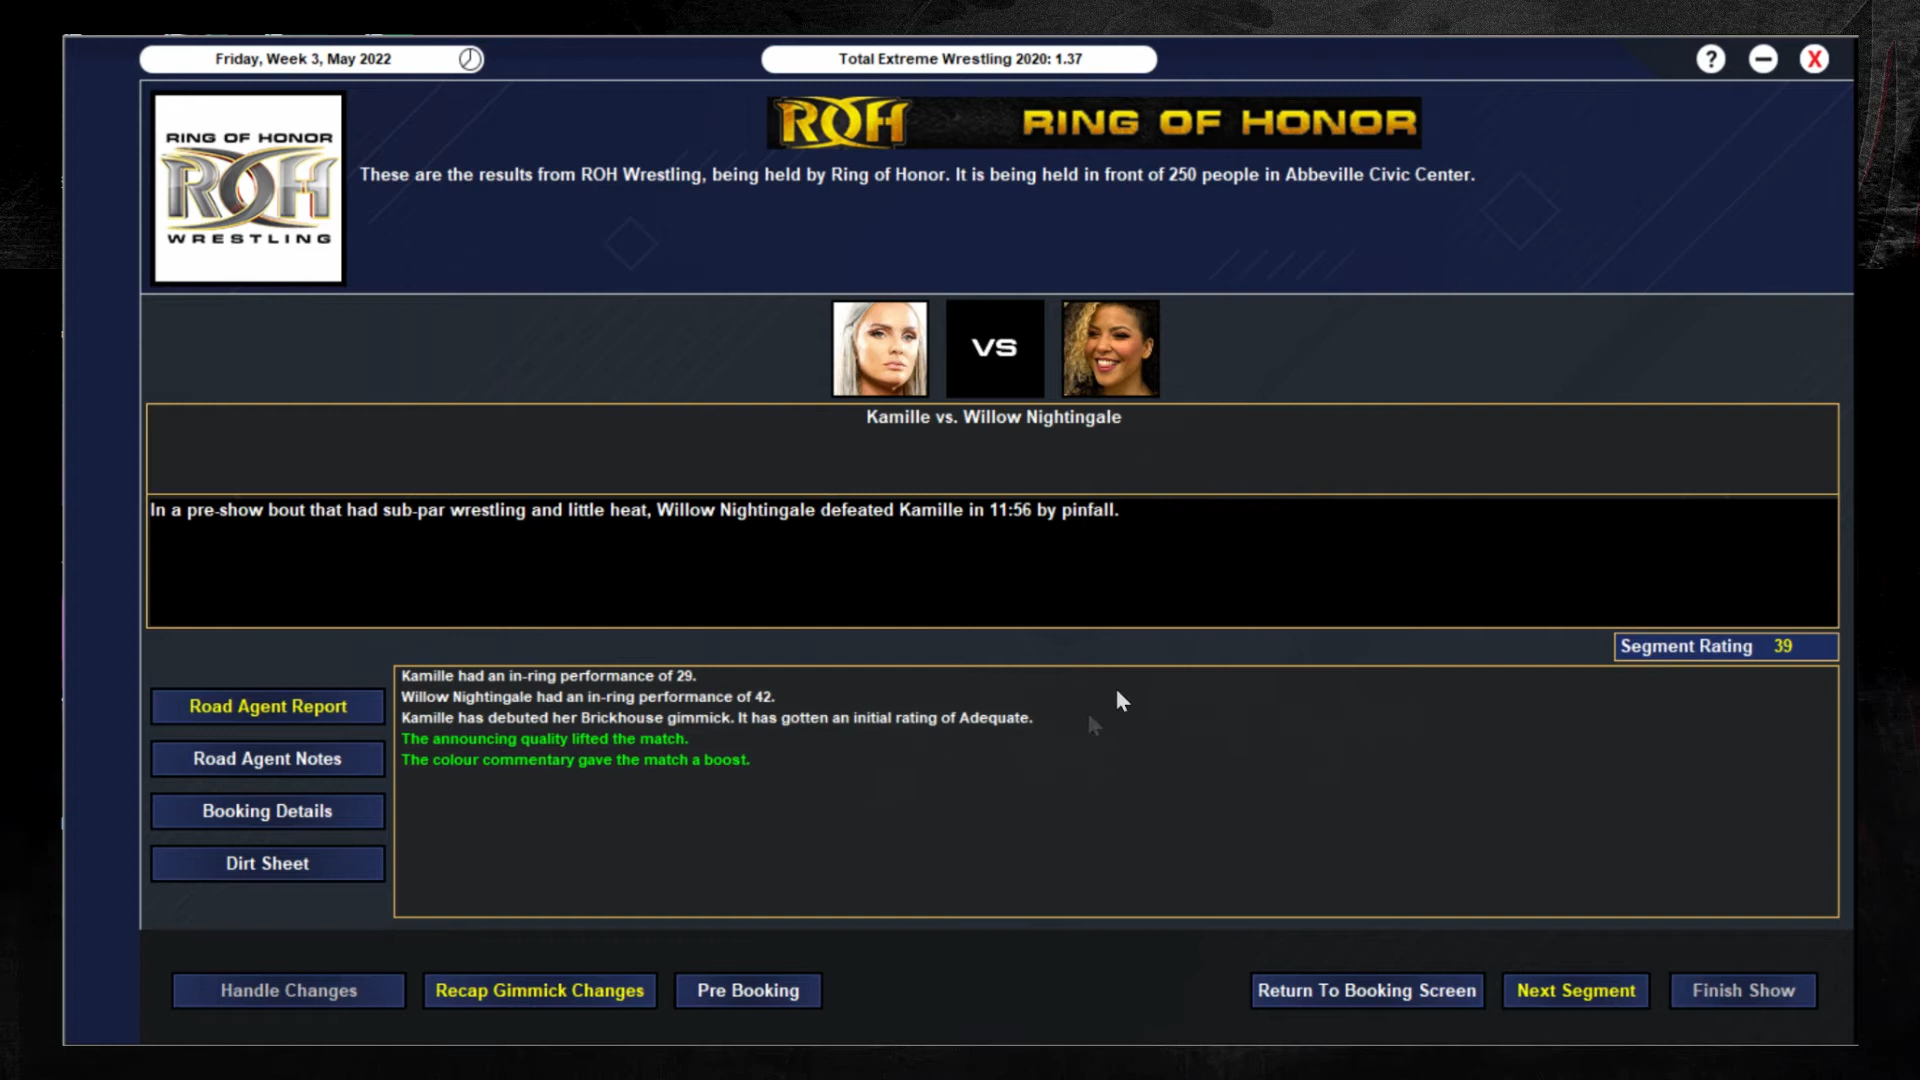 Friday, Week 3, May 2022
Total Extreme Wrestling 2020: 1.37
?
X
RING OF HONOR
ROH
WRESTLING
ROH RING OF HONOR
These are the results from ROH Wrestling, being held by Ring of Honor. It is being held in front of 250 people in Abbeville Civic Center.
VS
Kamille vs. Willow Nightingale
In a pre-show bout that had sub-par wrestling and little heat, Willow Nightingale defeated Kamille in 11:56 by pinfall.
Segment Rating 39
Road Agent Report
Road Agent Notes
Booking Details
Dirt Sheet
Kamille had an in-ring performance of 29.
Willow Nightingale had an in-ring performance of 42.
Kamille has debuted her Brickhouse gimmick. It has gotten an initial rating of Adequate.
The announcing quality lifted the match.
The colour commentary gave the match a boost.
Handle Changes
Recap Gimmick Changes
Pre Booking
Return To Booking Screen
Next Segment
Finish Show